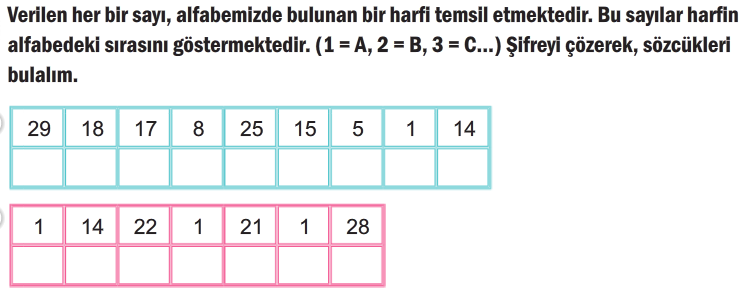 Verilen her bir sayı, alfabemizde bulunan bir harfi temsil etmektedir. Bu sayılar harfin
alfabedeki sırasını göstermektedir. (1 = A, 2 = B, 3 = C...) Şifreyi çözerek, sözcükleri
bulalım.
29 18 17 8 25 15 5 1 14
1 14 22 1 21 1 28